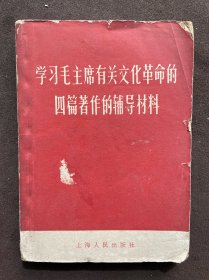 学习毛主席有关文化革命的
四篇著作的辅导材料
上海人民出版社